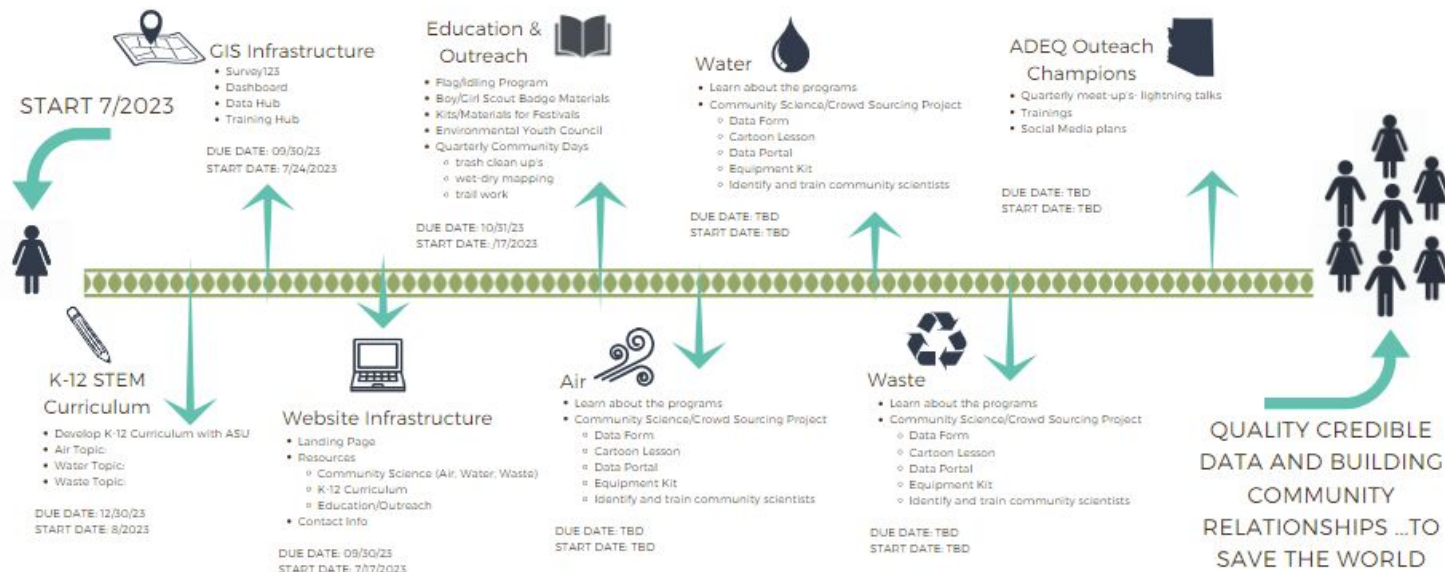 START 7/2023
GIS Infrastructure
• Survey123
• Dashboard
• Data Hub
• Training Hub
DUE DATE: 09/30/23
START DATE: 7/24/2023
Education &
Outreach
• Flag/Idling Program
• Boy/Girl Scout Badge Materials
• Kits/Materials for Festivals
• Environmental Youth Council
• Quarterly Community Days
◦ trash clean up's
◦ wet-dry mapping
◦ trail work
DUE DATE: 10/31/23
START DATE: /17/2023
Water
• Learn about the programs
• Community Science/Crowd Sourcing Project
◦ Data Form
◦ Cartoon Lesson
◦ Data Portal
◦ Equipment Kit
◦ Identify and train community scientists
DUE DATE: TBD
START DATE: TBD
ADEQ Outeach
Champions
• Quarterly meet-up's- lightning talks
• Trainings
• Social Media plans
DUE DATE: TBD
START DATE: TBD
K-12 STEM
Curriculum
• Develop K-12 Curriculum with ASU
• Air Topic:
• Water Topic:
• Waste Topic:
DUE DATE: 12/30/23
START DATE: 8/2023
Website Infrastructure
• Landing Page
• Resources
◦ Community Science (Air, Water, Waste)
◦ K-12 Curriculum
◦ Education/Outreach
• Contact Info
DUE DATE: 09/30/23
START DATE: 7/17/2023
Air
• Learn about the programs
• Community Science/Crowd Sourcing Project
◦ Data Form
◦ Cartoon Lesson
◦ Data Portal
◦ Equipment Kit
◦ Identify and train community scientists
DUE DATE: TBD
START DATE: TBD
Waste
• Learn about the programs
• Community Science/Crowd Sourcing Project
◦ Data Form
◦ Cartoon Lesson
◦ Data Portal
◦ Equipment Kit
◦ Identify and train community scientists
DUE DATE: TBD
START DATE: TBD
QUALITY CREDIBLE
DATA AND BUILDING
COMMUNITY
RELATIONSHIPS ...TO
SAVE THE WORLD